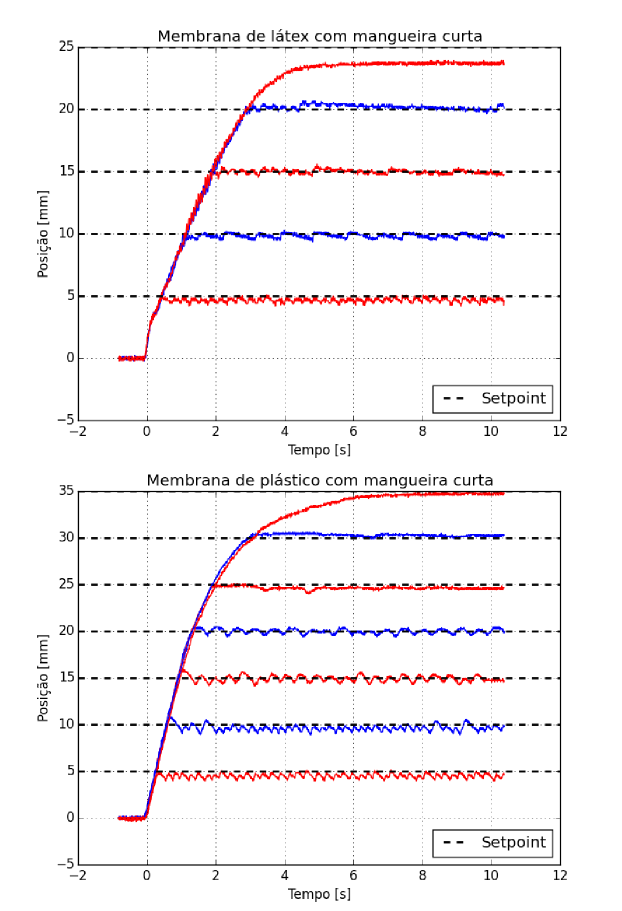 Membrana de látex com mangueira curta
25
20
15
10
5
0
−5
−2 0 2 4 6 8 10 12
Posição [mm]
Tempo [s]
Setpoint
Membrana de plástico com mangueira curta
35
30
25
20
15
10
5
0
−5
−2 0 2 4 6 8 10 12
Posição [mm]
Tempo [s]
Setpoint